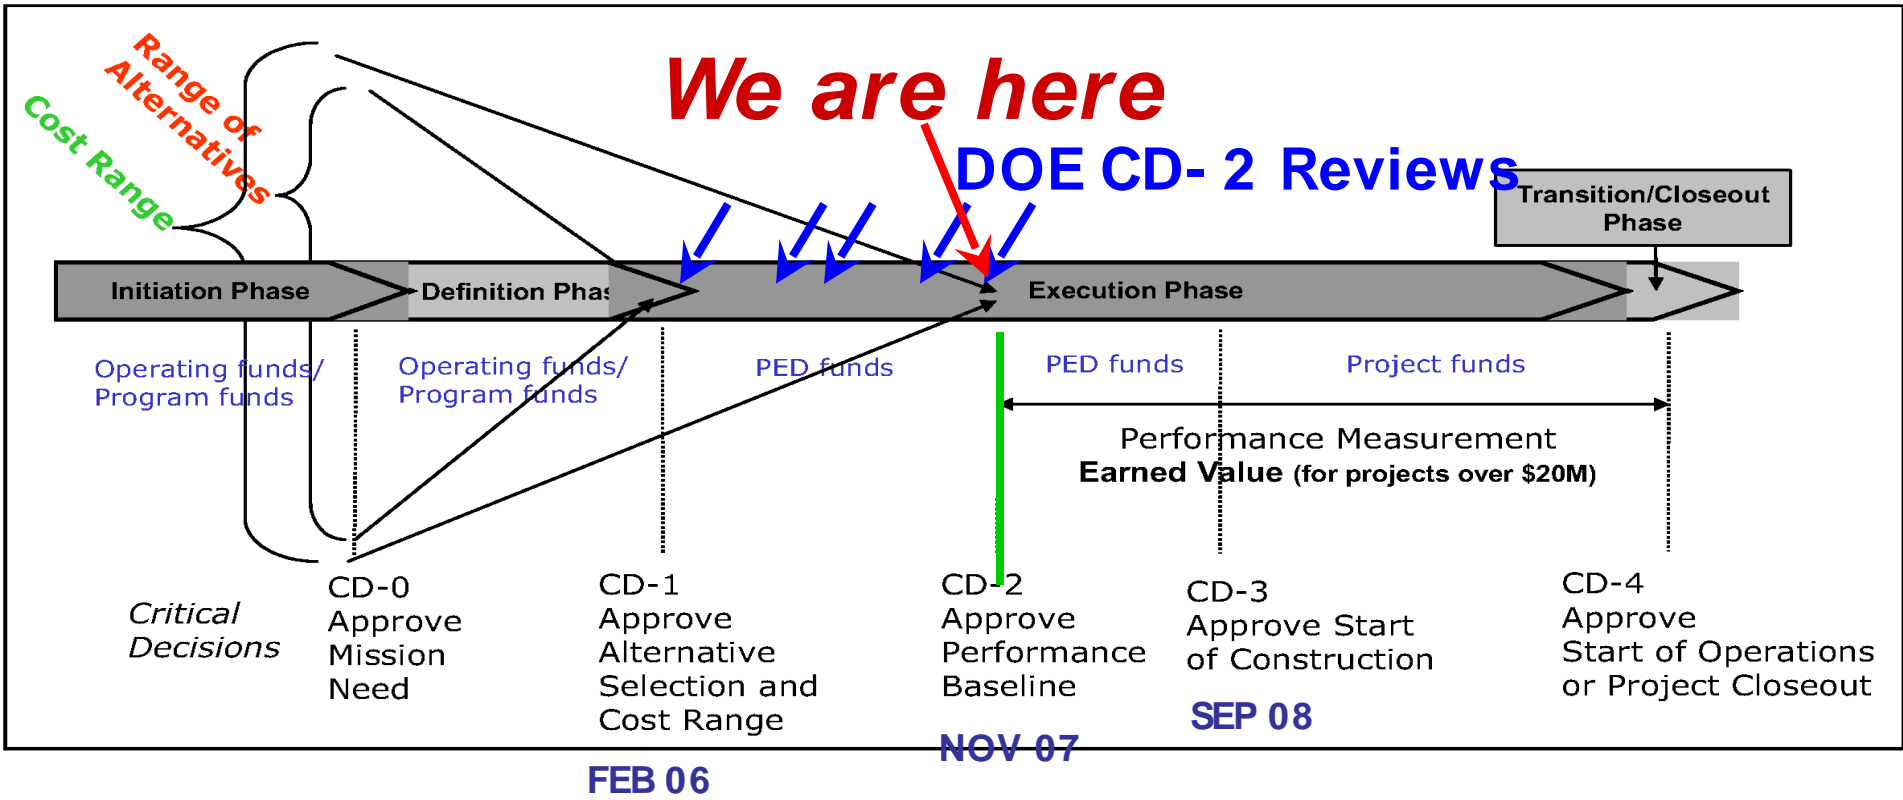 Range of
Alternatives
Cost Range
We are here
DOE CD- 2 Reviews
Transition/Closeout
Phase
Initiation Phase
Definition Phas
Execution Phase
Operating funds/
Program funds
Operating funds/
Program funds
PED funds
PED funds
Project funds
Performance Measurement
Earned Value (for projects over $20M)
Critical
Decisions
CD-0
Approve
Mission
Need
CD-1
Approve
Alternative
Selection and
Cost Range
FEB 06
CD-2
Approve
Performance
Baseline
NOV 07
CD-3
Approve Start
of Construction
SEP 08
CD-4
Approve
Start of Operations
or Project Closeout